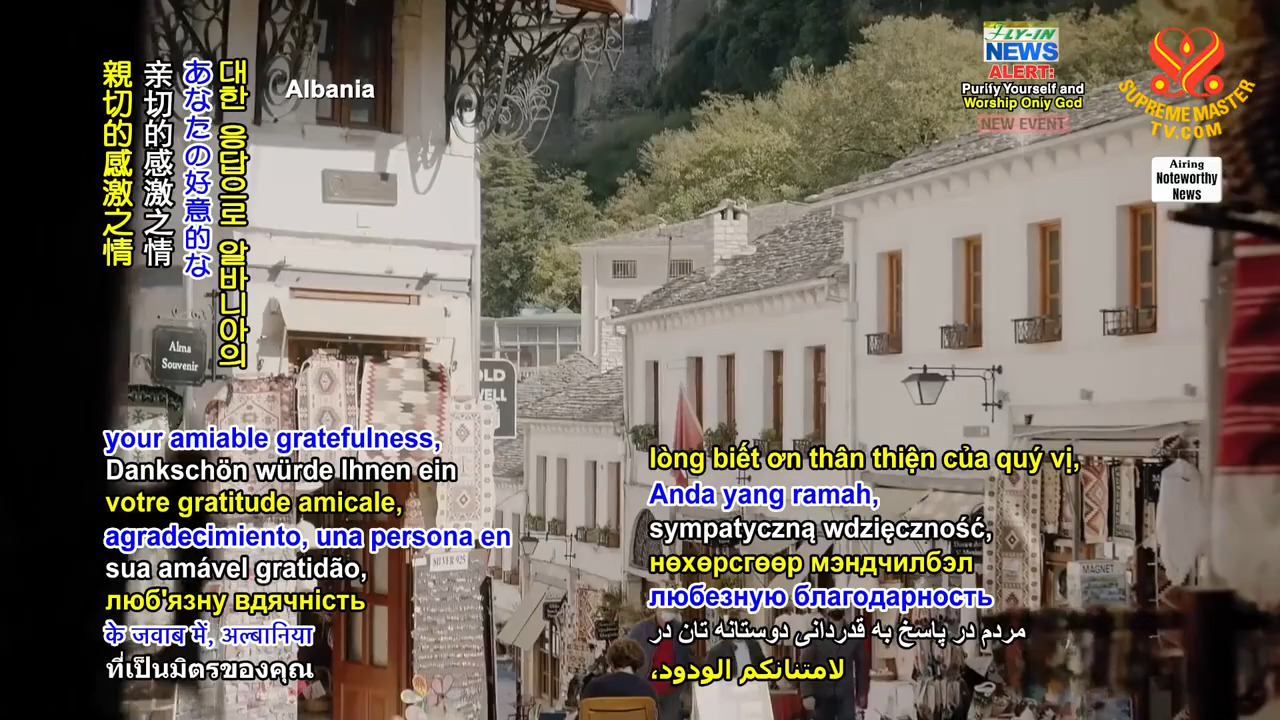 親切的感激之情
亲切的感激之情
あなたの好意的な
대한 응답으로 알바니아의
Albania
FLY-IN
NEWS
ALERT:
Purify Yourself and
Worship Only God
NEW EVENT
SUPREME MASTER
TV.COM
Airing
Noteworthy
News
Alma
Souvenir
OLD
WELL
your amiable gratefulness,
Dankschön würde Ihnen ein
votre gratitude amicale,
agradecimiento, una persona en
sua amável gratidão,
люб'язну вдячність
के जवाब में, अल्बानिया
ที่เป็นมิตรของคุณ
lòng biết ơn thân thiện của quý vị,
Anda yang ramah,
sympatyczną wdzięczność,
нөхөрсгөөр мэндчилбэл
любезную благодарность
مردم در پاسخ به قدردانی دوستانه تان در
لامتنانكم الودود،
SILVER 925
MAGNET